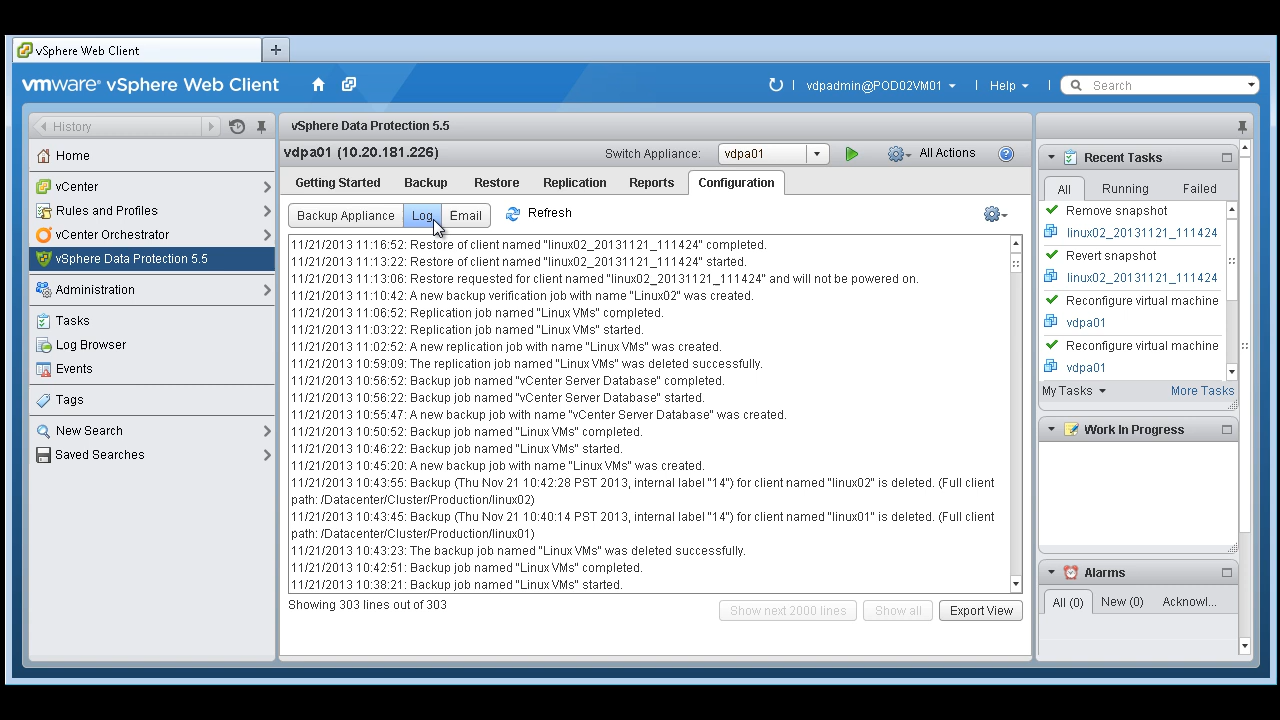 vSphere Web Client
+
vmware® vSphere Web Client
vdpadmin@POD02VM01
Help
Search
History
Home
vCenter
Rules and Profiles
vCenter Orchestrator
vSphere Data Protection 5.5
Administration
Tasks
Log Browser
Events
Tags
New Search
Saved Searches
vSphere Data Protection 5.5
vdpa01 (10.20.181.226)
Switch Appliance:
vdpa01
All Actions
Getting Started
Backup
Restore
Replication
Reports
Configuration
Backup Appliance
Log
Email
Refresh
11/21/2013 11:16:52: Restore of client named "linux02_20131121_111424" completed.
11/21/2013 11:13:22: Restore of client named "linux02_20131121_111424" started.
11/21/2013 11:13:06: Restore requested for client named "linux02_20131121_111424" and will not be powered on.
11/21/2013 11:10:42: A new backup verification job with name "Linux02" was created.
11/21/2013 11:06:52: Replication job named "Linux VMs" completed.
11/21/2013 11:03:22: Replication job named "Linux VMs" started.
11/21/2013 11:02:52: A new replication job with name "Linux VMs" was created.
11/21/2013 10:59:09: The replication job named "Linux VMs" was deleted successfully.
11/21/2013 10:56:52: Backup job named "vCenter Server Database" completed.
11/21/2013 10:56:22: Backup job named "vCenter Server Database" started.
11/21/2013 10:55:47: A new backup job with name "vCenter Server Database" was created.
11/21/2013 10:50:52: Backup job named "Linux VMs" completed.
11/21/2013 10:46:22: Backup job named "Linux VMs" started.
11/21/2013 10:45:20: A new backup job with name "Linux VMs" was created.
11/21/2013 10:43:55: Backup (Thu Nov 21 10:42:28 PST 2013, internal label "14") for client named "linux02" is deleted. (Full client
path: /Datacenter/Cluster/Production/linux02)
11/21/2013 10:43:45: Backup (Thu Nov 21 10:40:14 PST 2013, internal label "14") for client named "linux01" is deleted. (Full client
path: /Datacenter/Cluster/Production/linux01)
11/21/2013 10:43:23: The backup job named "Linux VMs" was deleted successfully.
11/21/2013 10:42:51: Backup job named "Linux VMs" completed.
11/21/2013 10:38:21: Backup job named "Linux VMs" started.
Showing 303 lines out of 303
Show next 2000 lines
Show all
Export View
Recent Tasks
All
Running
Failed
Remove snapshot
linux02_20131121_111424
Revert snapshot
linux02_20131121_111424
Reconfigure virtual machine
vdpa01
Reconfigure virtual machine
vdpa01
My Tasks
More Tasks
Work In Progress
Alarms
All (0)
New (0)
Acknowl...